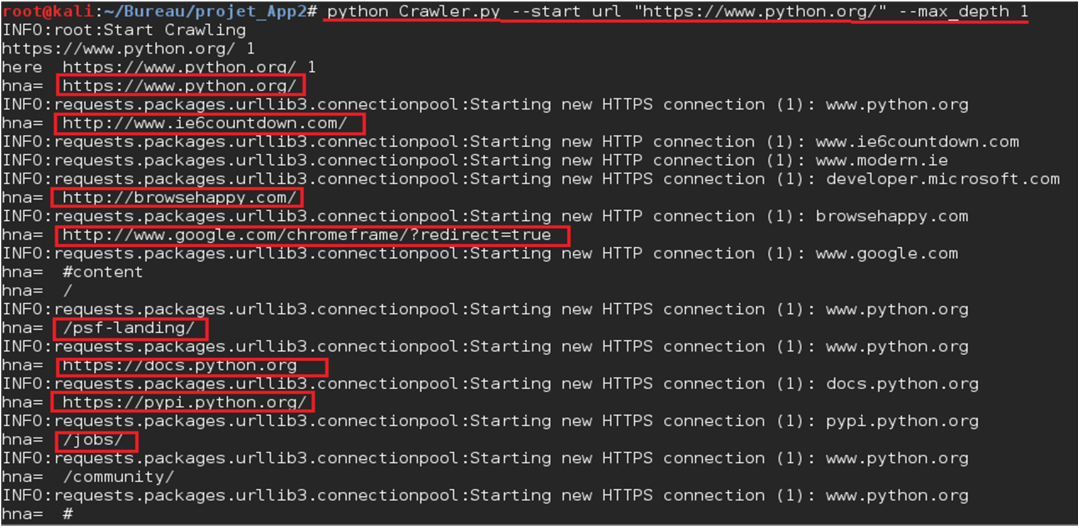 root@kali:~/Bureau/projet_App2# python Crawler.py --start url "https://www.python.org/" --max_depth 1
INFO:root:Start Crawling
https://www.python.org/ 1
here  https://www.python.org/ 1
hna=  https://www.python.org/
INFO:requests.packages.urllib3.connectionpool:Starting new HTTPS connection (1): www.python.org
hna=  http://www.ie6countdown.com/
INFO:requests.packages.urllib3.connectionpool:Starting new HTTP connection (1): www.ie6countdown.com
INFO:requests.packages.urllib3.connectionpool:Starting new HTTP connection (1): www.modern.ie
INFO:requests.packages.urllib3.connectionpool:Starting new HTTPS connection (1): developer.microsoft.com
hna=  http://browsehappy.com/
INFO:requests.packages.urllib3.connectionpool:Starting new HTTP connection (1): browsehappy.com
hna=  http://www.google.com/chromeframe/?redirect=true
INFO:requests.packages.urllib3.connectionpool:Starting new HTTP connection (1): www.google.com
hna=  #content
hna=  /
INFO:requests.packages.urllib3.connectionpool:Starting new HTTPS connection (1): www.python.org
hna=  /psf-landing/
INFO:requests.packages.urllib3.connectionpool:Starting new HTTPS connection (1): www.python.org
hna=  https://docs.python.org
INFO:requests.packages.urllib3.connectionpool:Starting new HTTPS connection (1): docs.python.org
hna=  https://pypi.python.org/
INFO:requests.packages.urllib3.connectionpool:Starting new HTTPS connection (1): pypi.python.org
hna=  /jobs/
INFO:requests.packages.urllib3.connectionpool:Starting new HTTPS connection (1): www.python.org
hna=  /community/
INFO:requests.packages.urllib3.connectionpool:Starting new HTTPS connection (1): www.python.org
hna=  #